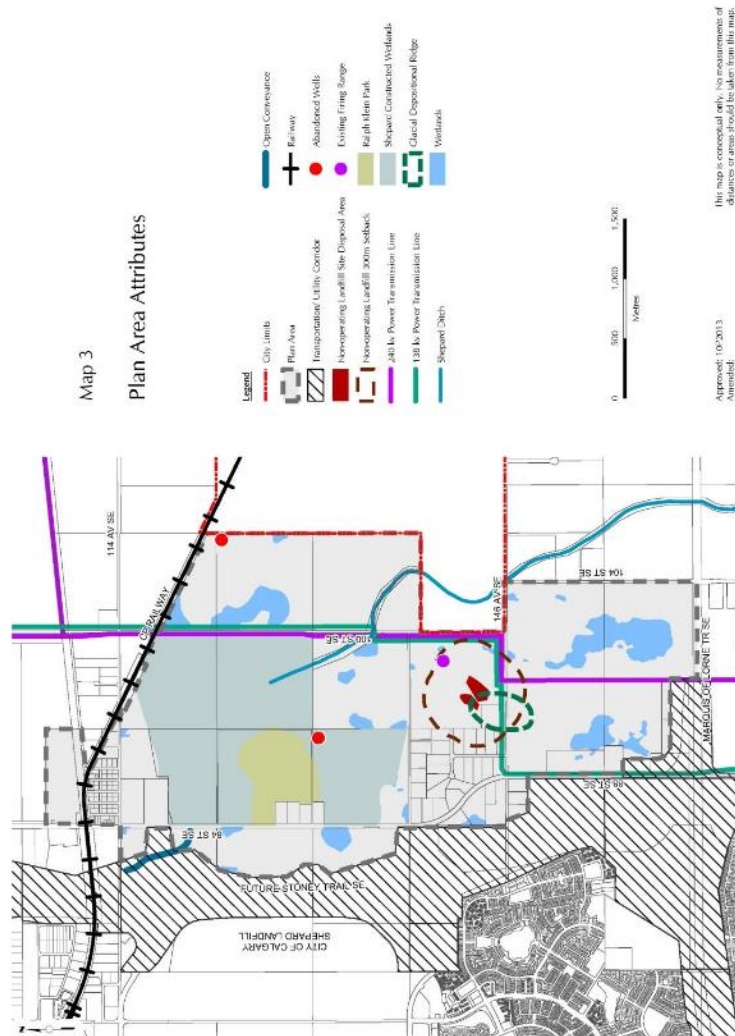 Map 3
Plan Area Attributes
Legend
City Limits
Plan Area
Transportation/ Utility Corridor
Non-operating Landfill Site Disposal Area
Non-operating Landfill 300m Setback
240 kv Power Transmission Line
138 kv Power Transmission Line
Shepard Ditch
Open Conveyance
Railway
Abandoned Wells
Existing Firing Range
Ralph Klein Park
Shepard Constructed Wetlands
Glacial Depositional Ridge
Wetlands
0 500 1,000 1,500
Metres
Approved: 10P2013
Amended:
This map is conceptual only. No measurements of
distances or areas should be taken from this map.
114 AV SE
CP RAILWAY
100 ST SE
146 AV SE
104 ST SE
MARQUIS OF LORNE TR SE
88 ST SE
84 ST SE
FUTURE STONEY TRAIL SE
CITY OF CALGARY
SHEPARD LANDFILL
N